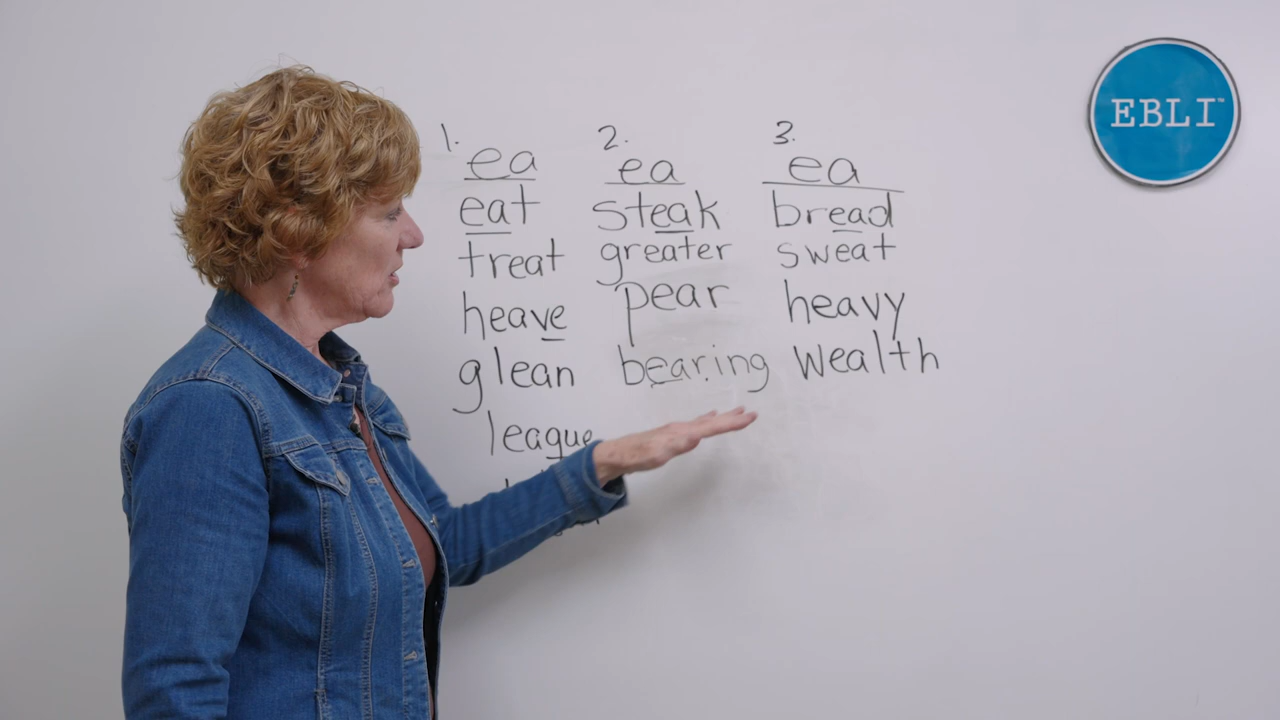 1.
ea
eat
treat
heave
glean
league
2.
ea
steak
greater
pear
bearing
3.
ea
bread
sweat
heavy
wealth
EBLI™